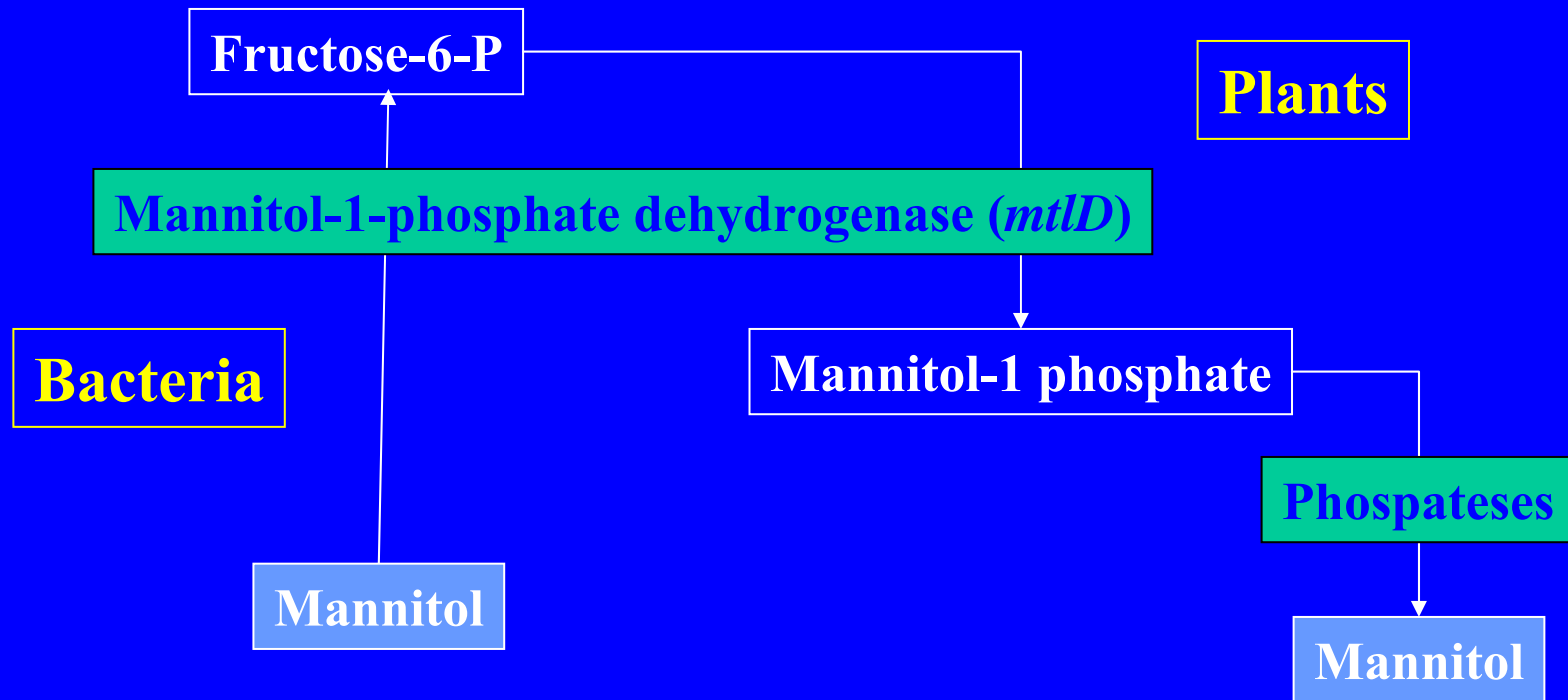 Fructose-6-P
Plants
Mannitol-1-phosphate dehydrogenase (mtlD)
Bacteria
Mannitol-1 phosphate
Phospateses
Mannitol
Mannitol